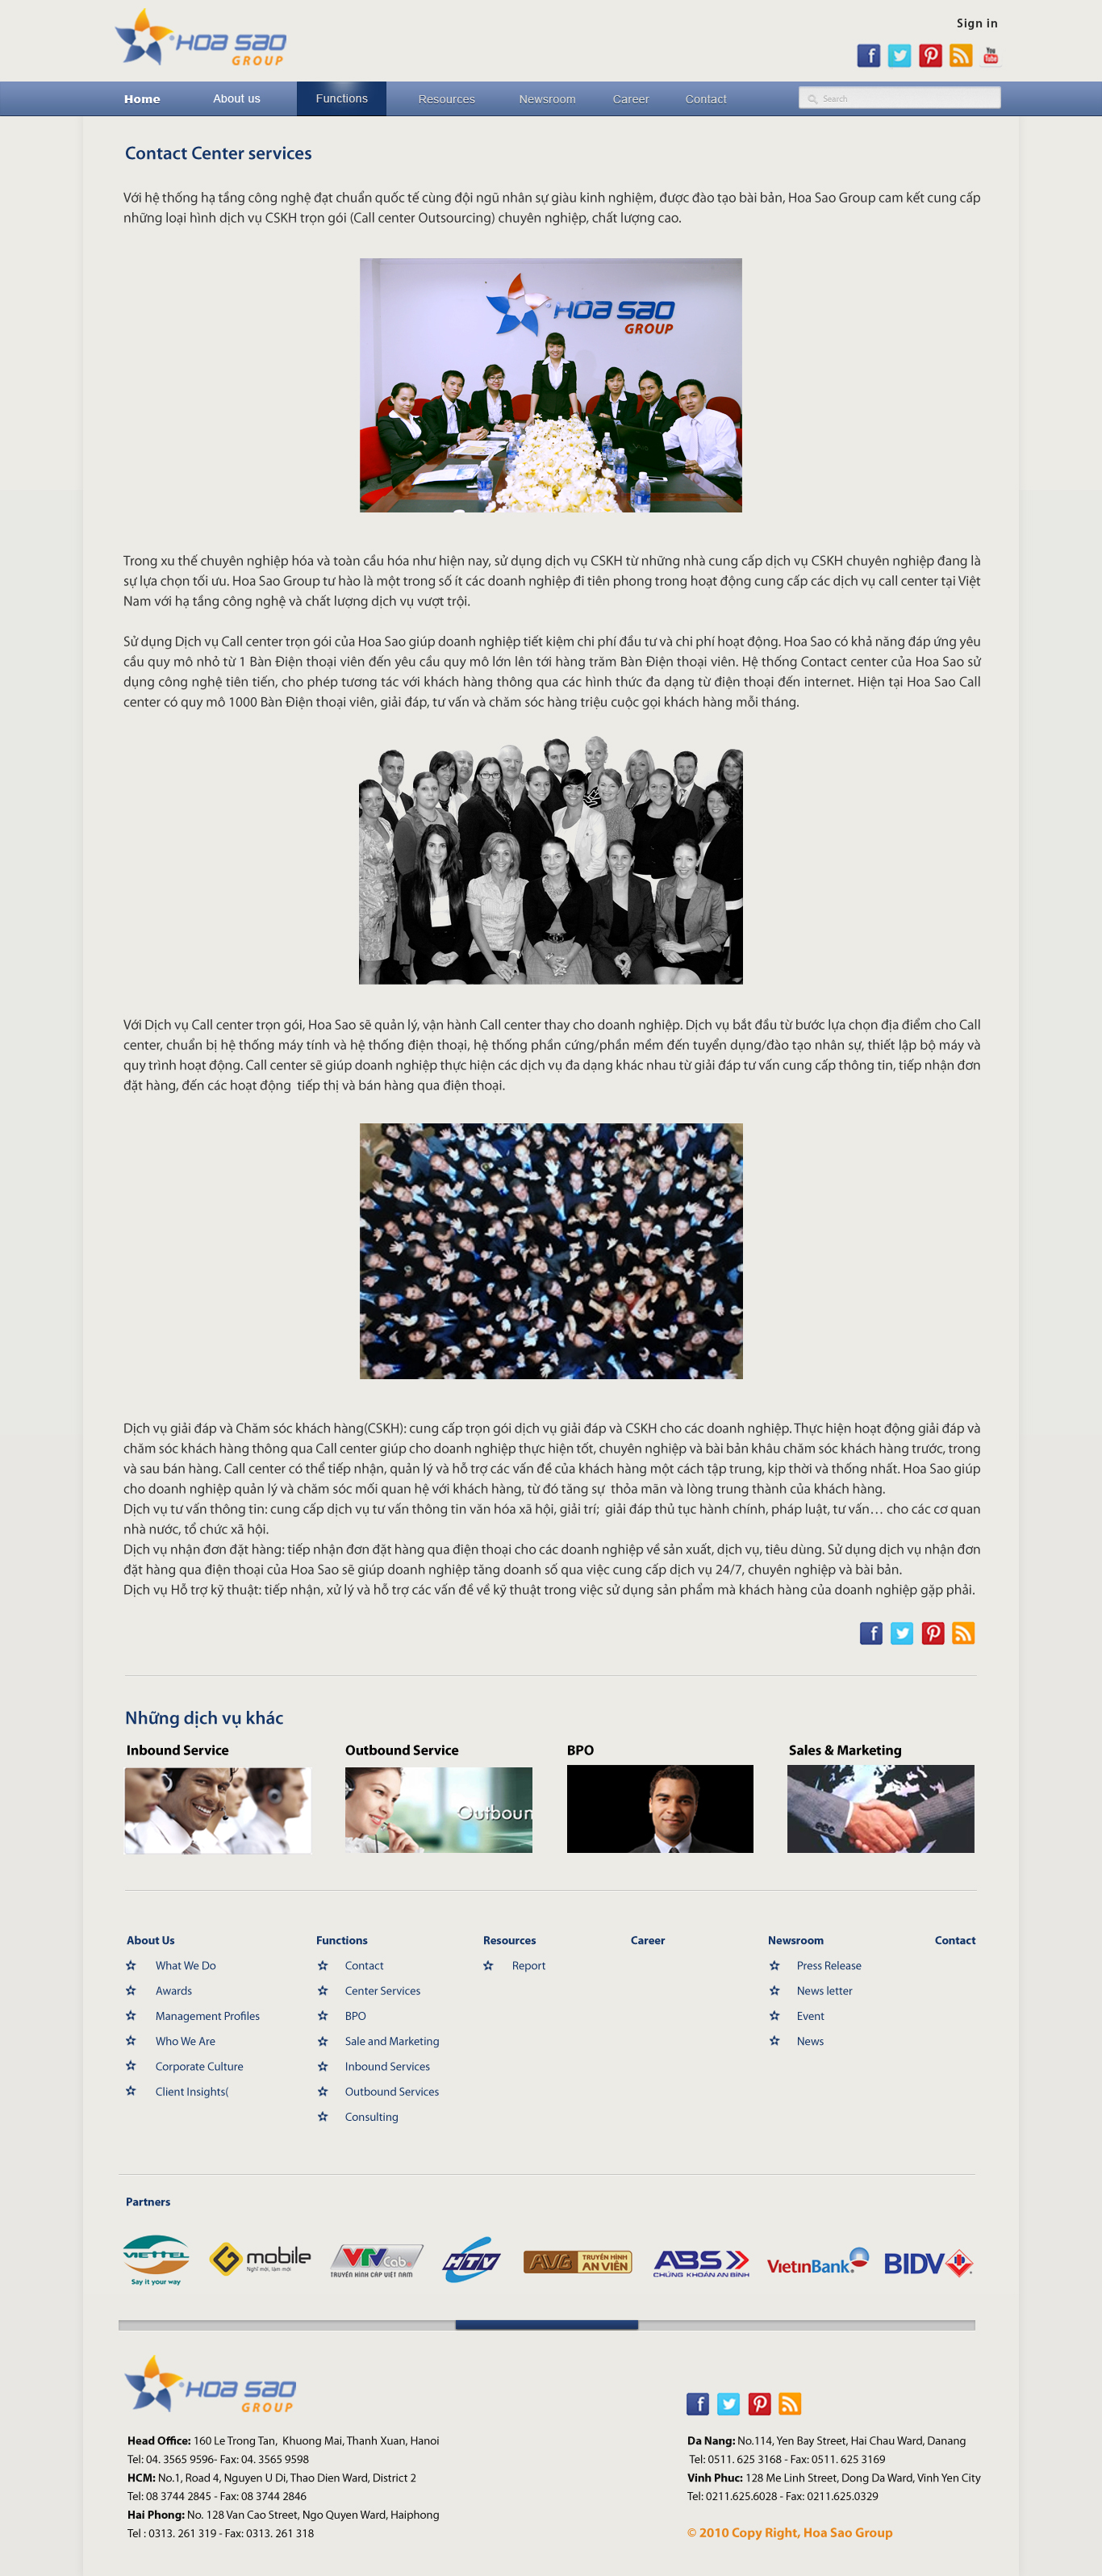 HOA SAO
GROUP
Sign in
You
Tube
Home About us Functions Resources Newsroom Career Contact Search
Contact Center services
Với hệ thống hạ tầng công nghệ đạt chuẩn quốc tế cùng đội ngũ nhân sự giàu kinh nghiệm, được đào tạo bài bản, Hoa Sao Group cam kết cung cấp
những loại hình dịch vụ CSKH trọn gói (Call center Outsourcing) chuyên nghiệp, chất lượng cao.
HOA SAO
GROUP
Trong xu thế chuyên nghiệp hóa và toàn cầu hóa như hiện nay, sử dụng dịch vụ CSKH từ những nhà cung cấp dịch vụ CSKH chuyên nghiệp đang là
sự lựa chọn tối ưu. Hoa Sao Group tư hào là một trong số ít các doanh nghiệp đi tiên phong trong hoạt động cung cấp các dịch vụ call center tại Việt
Nam với hạ tầng công nghệ và chất lượng dịch vụ vượt trội.
Sử dụng Dịch vụ Call center trọn gói của Hoa Sao giúp doanh nghiệp tiết kiệm chi phí đầu tư và chi phí hoạt động. Hoa Sao có khả năng đáp ứng yêu
cầu quy mô nhỏ từ 1 Bàn Điện thoại viên đến yêu cầu quy mô lớn lên tới hàng trăm Bàn Điện thoại viên. Hệ thống Contact center của Hoa Sao sử
dụng công nghệ tiên tiến, cho phép tương tác với khách hàng thông qua các hình thức đa dạng từ điện thoại đến internet. Hiện tại Hoa Sao Call
center có quy mô 1000 Bàn Điện thoại viên, giải đáp, tư vấn và chăm sóc hàng triệu cuộc gọi khách hàng mỗi tháng.
Với Dịch vụ Call center trọn gói, Hoa Sao sẽ quản lý, vận hành Call center thay cho doanh nghiệp. Dịch vụ bắt đầu từ bước lựa chọn địa điểm cho Call
center, chuẩn bị hệ thống máy tính và hệ thống điện thoại, hệ thống phần cứng/phần mềm đến tuyển dụng/đào tạo nhân sự, thiết lập bộ máy và
quy trình hoạt động. Call center sẽ giúp doanh nghiệp thực hiện các dịch vụ đa dạng khác nhau từ giải đáp tư vấn cung cấp thông tin, tiếp nhận đơn
đặt hàng, đến các hoạt động tiếp thị và bán hàng qua điện thoại.
Dịch vụ giải đáp và Chăm sóc khách hàng(CSKH): cung cấp trọn gói dịch vụ giải đáp và CSKH cho các doanh nghiệp. Thực hiện hoạt động giải đáp và
chăm sóc khách hàng thông qua Call center giúp cho doanh nghiệp thực hiện tốt, chuyên nghiệp và bài bản khâu chăm sóc khách hàng trước, trong
và sau bán hàng. Call center có thể tiếp nhận, quản lý và hỗ trợ các vấn đề của khách hàng một cách tập trung, kịp thời và thống nhất. Hoa Sao giúp
cho doanh nghiệp quản lý và chăm sóc mối quan hệ với khách hàng, từ đó tăng sự thỏa mãn và lòng trung thành của khách hàng.
Dịch vụ tư vấn thông tin: cung cấp dịch vụ tư vấn thông tin văn hóa xã hội, giải trí; giải đáp thủ tục hành chính, pháp luật, tư vấn… cho các cơ quan
nhà nước, tổ chức xã hội.
Dịch vụ nhận đơn đặt hàng: tiếp nhận đơn đặt hàng qua điện thoại cho các doanh nghiệp về sản xuất, dịch vụ, tiêu dùng. Sử dụng dịch vụ nhận đơn
đặt hàng qua điện thoại của Hoa Sao sẽ giúp doanh nghiệp tăng doanh số qua việc cung cấp dịch vụ 24/7, chuyên nghiệp và bài bản.
Dịch vụ Hỗ trợ kỹ thuật: tiếp nhận, xử lý và hỗ trợ các vấn đề về kỹ thuật trong việc sử dụng sản phẩm mà khách hàng của doanh nghiệp gặp phải.
Những dịch vụ khác
Inbound Service Outbound Service BPO Sales & Marketing
Outboun
About Us Functions Resources Career Newsroom Contact
What We Do Contact Report Press Release
Awards Center Services News letter
Management Profiles BPO Event
Who We Are Sale and Marketing News
Corporate Culture Inbound Services
Client Insights( Outbound Services
Consulting
Partners
VIETTEL
Say it your way
mobile
Nghĩ mới, làm mới
VTVCab
TRUYỀN HÌNH CÁP VIỆT NAM
HTV
AVG TRUYỀN HÌNH
AN VIÊN
ABS
CHỨNG KHOÁN AN BÌNH
VietinBank
BIDV
HOA SAO
GROUP
Head Office: 160 Le Trong Tan, Khuong Mai, Thanh Xuan, Hanoi
Tel: 04. 3565 9596- Fax: 04. 3565 9598
HCM: No.1, Road 4, Nguyen U Di, Thao Dien Ward, District 2
Tel: 08 3744 2845 - Fax: 08 3744 2846
Hai Phong: No. 128 Van Cao Street, Ngo Quyen Ward, Haiphong
Tel : 0313. 261 319 - Fax: 0313. 261 318
Da Nang: No.114, Yen Bay Street, Hai Chau Ward, Danang
Tel: 0511. 625 3168 - Fax: 0511. 625 3169
Vinh Phuc: 128 Me Linh Street, Dong Da Ward, Vinh Yen City
Tel: 0211.625.6028 - Fax: 0211.625.0329
© 2010 Copy Right, Hoa Sao Group